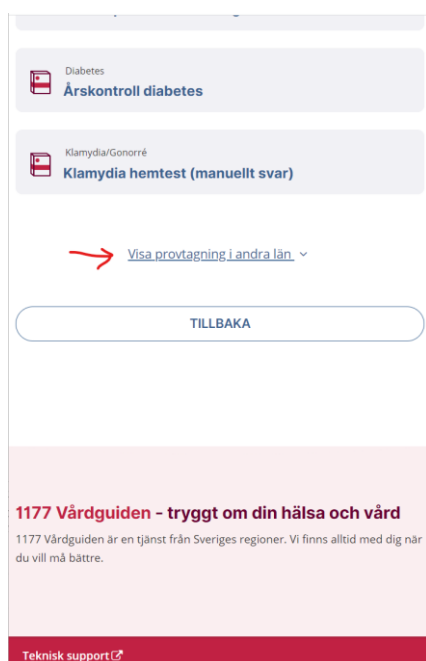 Diabetes
Årskontroll diabetes
Klamydia/Gonorré
Klamydia hemtest (manuellt svar)
Visa provtagning i andra län
TILLBAKA
1177 Vårdguiden – tryggt om din hälsa och vård
1177 Vårdguiden är en tjänst från Sveriges regioner. Vi finns alltid med dig när
du vill må bättre.
Teknisk support